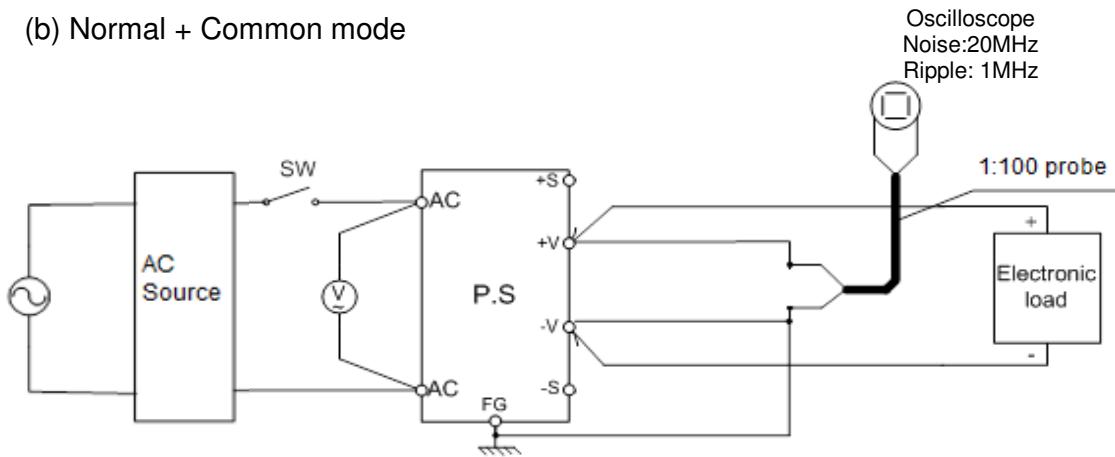 (b) Normal + Common mode
Oscilloscope
Noise:20MHz
Ripple: 1MHz
1:100 probe
SW
AC
Source
V
AC
AC
P.S
FG
+S
+V
-V
-S
+
Electronic
load
-